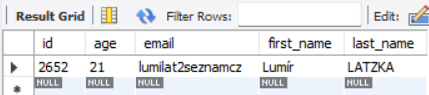 Result Grid Filter Rows: Edit:
id age email first_name last_name
2652 21 lumilat2seznamcz Lumír LATZKA
NULL NULL NULL NULL NULL